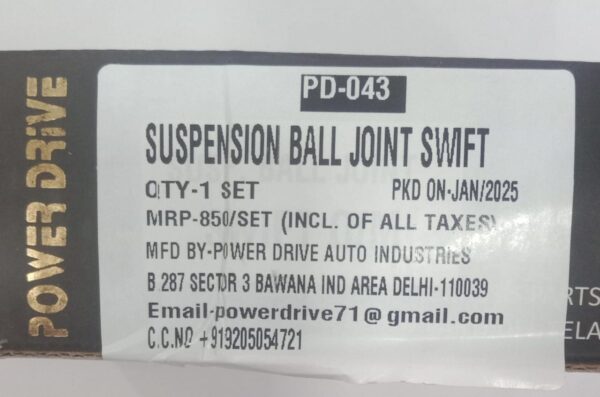 POWER DRiVE
PD-043
SUSPENSION BALL JOINT SWIFT
QTY-1 SET PKD ON-JAN/2025
MRP-850/SET (INCL. OF ALL TAXES)
MFD BY-POWER DRIVE AUTO INDUSTRIES
B 287 SECTOR 3 BAWANA IND AREA DELHI-110039
Email-powerdrive71@gmail.com
C.C.NO +919205054721